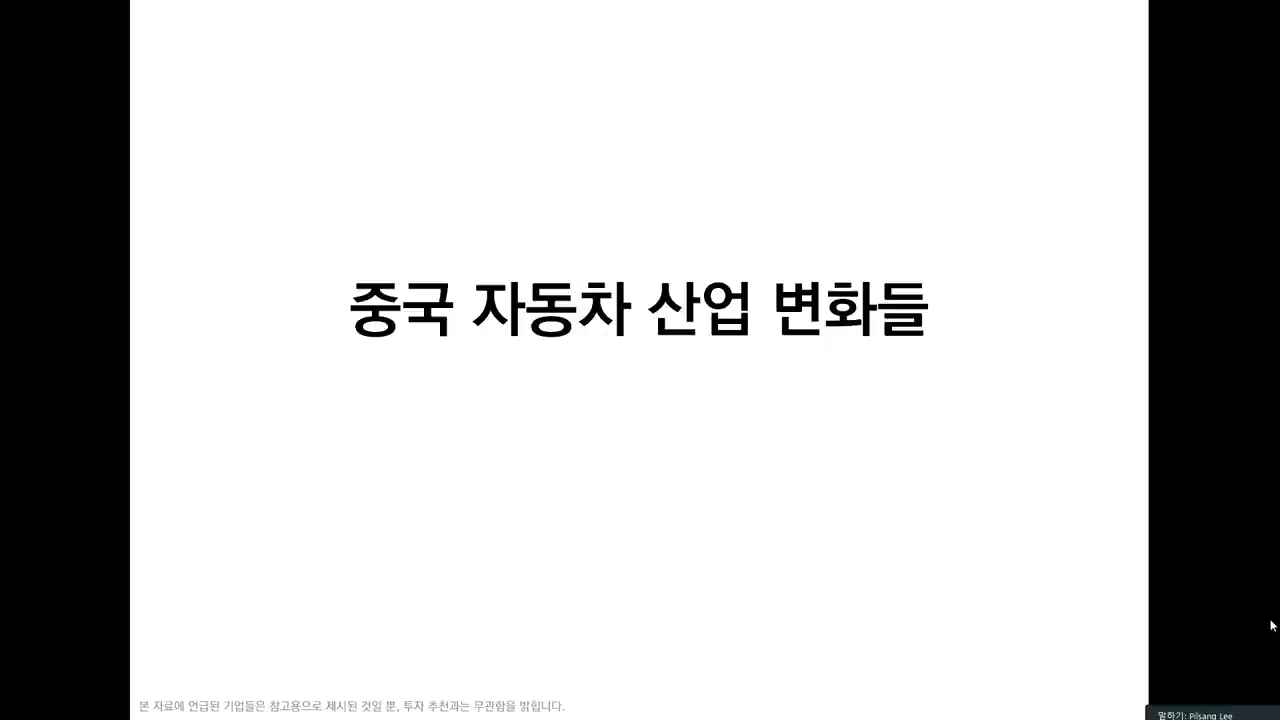 중국 자동차 산업 변화들
본 자료에 언급된 기업들은 참고용으로 제시된 것일 뿐, 투자 추천과는 무관함을 밝힙니다.
말하기: Pilsang Lee